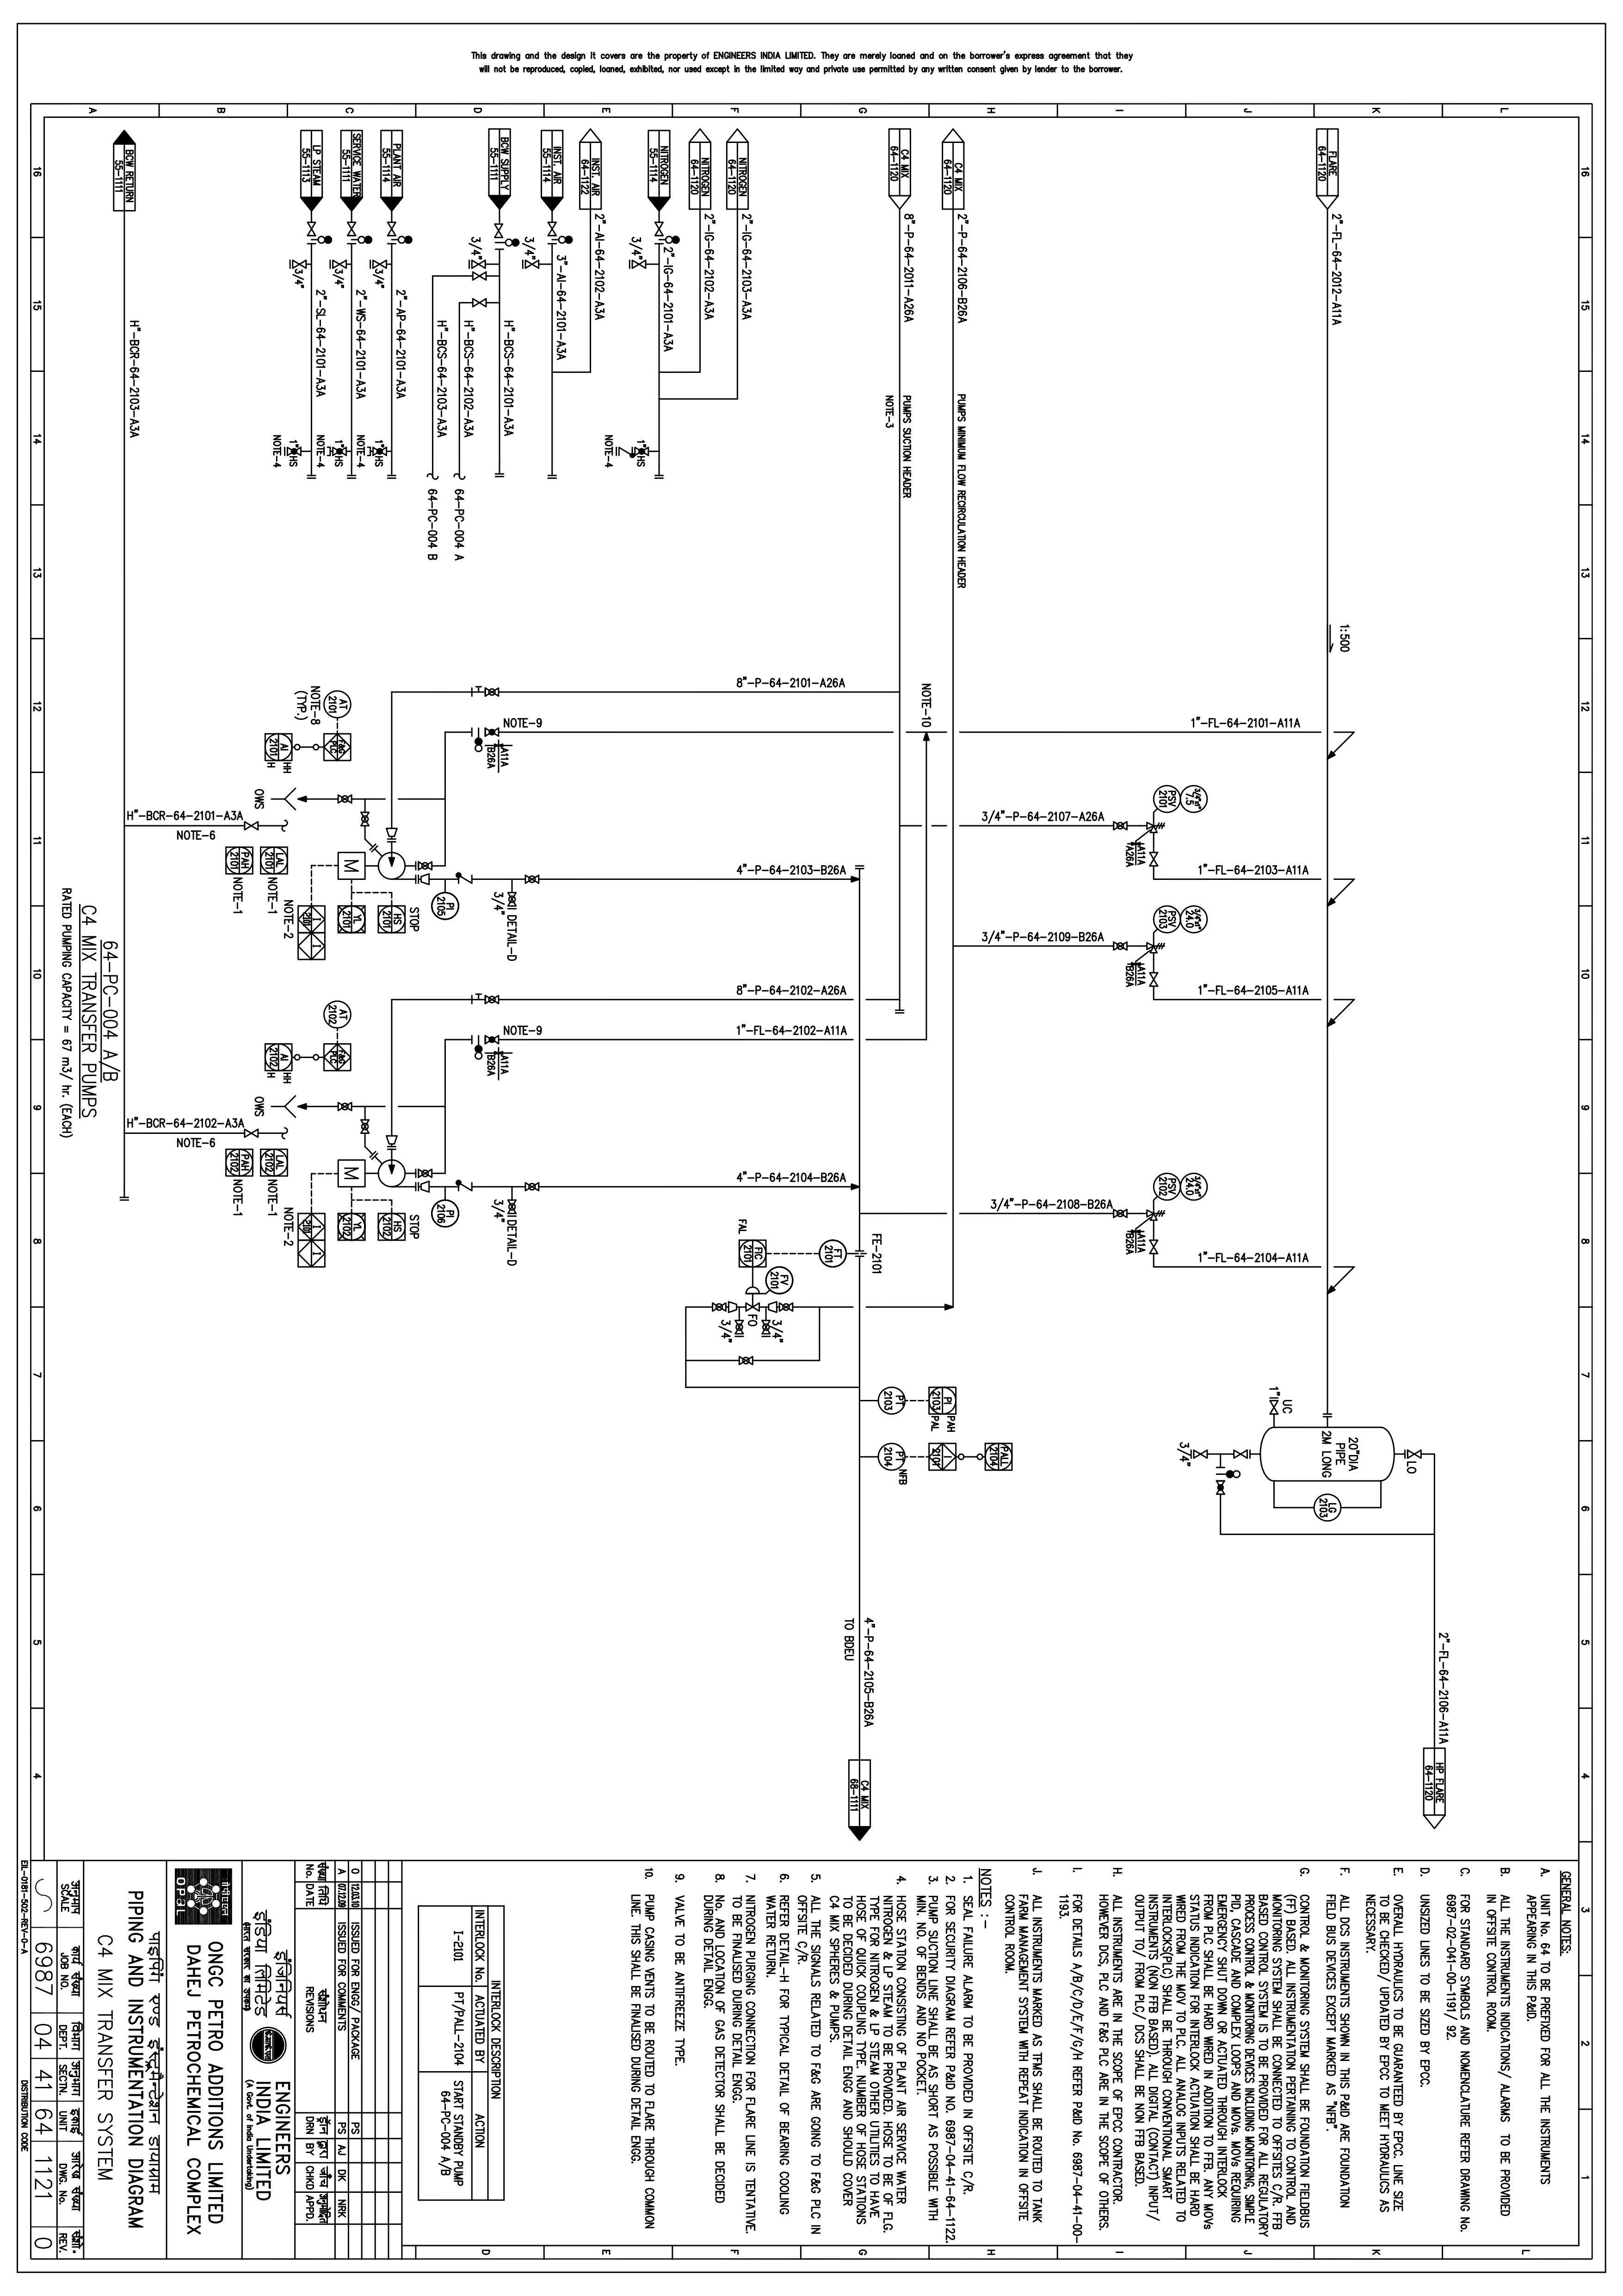 This drawing and the design it covers are the property of ENGINEERS INDIA LIMITED. They are merely loaned and on the borrower's express agreement that they
will not be reproduced, copied, loaned, exhibited, nor used except in the limited way and private use permitted by any written consent given by lender to the borrower.
GENERAL NOTES:
A. UNIT No. 64 TO BE PREFIXED FOR ALL THE INSTRUMENTS
APPEARING IN THIS P&ID.
B. ALL THE INSTRUMENTS INDICATIONS/ ALARMS TO BE PROVIDED
IN OFFSITE CONTROL ROOM.
C. FOR STANDARD SYMBOLS AND NOMENCLATURE REFER DRAWING No.
6987-02-041-00-1191/ 92.
D. UNSIZED LINES TO BE SIZED BY EPCC.
E. OVERALL HYDRAULICS TO BE GUARANTEED BY EPCC. LINE SIZE
TO BE CHECKED/ UPDATED BY EPCC TO MEET HYDRAULICS AS
NECESSARY.
F. ALL DCS INSTRUMENTS SHOWN IN THIS P&ID ARE FOUNDATION
FIELD BUS DEVICES EXCEPT MARKED AS "NFB".
G. CONTROL & MONITORING SYSTEM SHALL BE FOUNDATION FIELDBUS
(FF) BASED. ALL INSTRUMENTATION PERTAINING TO CONTROL AND
MONITORING SYSTEM SHALL BE CONNECTED TO OFFSITES C/R. FFB
BASED CONTROL SYSTEM IS TO BE PROVIDED FOR ALL REGULATORY
PROCESS CONTROL & MONITORING DEVICES INCLUDING MONITORING, SIMPLE
PID, CASCADE AND COMPLEX LOOPS AND MOVs. MOVs REQUIRING
EMERGENCY SHUT DOWN OR ACTUATED THROUGH INTERLOCK
FROM PLC SHALL BE HARD WIRED IN ADDITION TO FFB. ANY MOVs
STATUS INDICATION FOR INTERLOCK ACTUATION SHALL BE HARD
WIRED FROM THE MOV TO PLC. ALL ANALOG INPUTS RELATED TO
INTERLOCKS(PLC) SHALL BE THROUGH CONVENTIONAL SMART
INSTRUMENTS (NON FFB BASED). ALL DIGITAL (CONTACT) INPUT/
OUTPUT TO/ FROM PLC/ DCS SHALL BE NON FFB BASED.
H. ALL INSTRUMENTS ARE IN THE SCOPE OF EPCC CONTRACTOR.
HOWEVER DCS, PLC AND F&G PLC ARE IN THE SCOPE OF OTHERS.
I. FOR DETAILS A/B/C/D/E/F/G/H REFER P&ID No. 6987-04-41-00-
1193.
J. ALL INSTRUMENTS MARKED AS TFMS SHALL BE ROUTED TO TANK
FARM MANAGEMENT SYSTEM WITH REPEAT INDICATION IN OFFSITE
CONTROL ROOM.
NOTES :-
1. SEAL FAILURE ALARM TO BE PROVIDED IN OFFSITE C/R.
2. FOR SECURITY DIAGRAM REFER P&ID NO. 6987-04-41-64-1122.
3. PUMP SUCTION LINE SHALL BE AS SHORT AS POSSIBLE WITH
MIN. NO. OF BENDS AND NO POCKET.
4. HOSE STATION CONSISTING OF PLANT AIR SERVICE WATER
NITROGEN & LP STEAM TO BE PROVIDED. HOSE TO BE OF FLG.
TYPE FOR NITROGEN & LP STEAM OTHER UTILITIES TO HAVE
HOSE OF QUICK COUPLING TYPE. NUMBER OF HOSE STATIONS
TO BE DECIDED DURING DETAIL ENGG AND SHOULD COVER
C4 MIX SPHERES & PUMPS.
5. ALL THE SIGNALS RELATED TO F&G ARE GOING TO F&G PLC IN
OFFSITE C/R.
6. REFER DETAIL-H FOR TYPICAL DETAIL OF BEARING COOLING
WATER RETURN.
7. NITROGEN PURGING CONNECTION FOR FLARE LINE IS TENTATIVE.
TO BE FINALISED DURING DETAIL ENGG.
8. No. AND LOCATION OF GAS DETECTOR SHALL BE DECIDED
DURING DETAIL ENGG.
9. VALVE TO BE ANTIFREEZE TYPE.
10. PUMP CASING VENTS TO BE ROUTED TO FLARE THROUGH COMMON
LINE. THIS SHALL BE FINALISED DURING DETAIL ENGG.
INTERLOCK DESCRIPTION
INTERLOCK No. ACTUATED BY ACTION
I-2101 PT/PALL-2104 START STANDBY PUMP
64-PC-004 A/B
0 12.03.10 ISSUED FOR ENGG/ PACKAGE PS
A 07.12.09 ISSUED FOR COMMENTS PS AJ DK NRK
No. DATE REVISIONS DRN BY CHKD APPD.
इंजिनियर्स
इंडिया लिमिटेड
(भारत सरकार का उपक्रम)
ENGINEERS
INDIA LIMITED
(A Govt. of India Undertaking)
opal
ONGC PETRO ADDITIONS LIMITED
DAHEJ PETROCHEMICAL COMPLEX
PIPING AND INSTRUMENTATION DIAGRAM
C4 MIX TRANSFER SYSTEM
SCALE JOB NO. DEPT. SECTN. UNIT DWG. No. REV.
6987 04 41 64 1121 0
EIL-0181-502-REV-0-A
DISTRIBUTION CODE
FLARE
64-1120
2"-FL-64-2012-A11A
1:500
C4 MIX
64-1120
2"-P-64-2106-B26A
PUMPS MINIMUM FLOW RECIRCULATION HEADER
C4 MIX
64-1120
8"-P-64-2011-A26A
PUMPS SUCTION HEADER
NOTE-3
NITROGEN
64-1120
2"-IG-64-2103-A3A
NITROGEN
64-1120
2"-IG-64-2102-A3A
NITROGEN
55-1114
2"-IG-64-2101-A3A
3/4"
1"
HS
NOTE-4
INST. AIR
64-1122
2"-AI-64-2102-A3A
INST. AIR
55-1114
3"-AI-64-2101-A3A
3/4"
BCW SUPPLY
55-1111
3/4"
H"-BCS-64-2101-A3A
H"-BCS-64-2102-A3A
64-PC-004 A
H"-BCS-64-2103-A3A
64-PC-004 B
PLANT AIR
55-1114
3/4"
2"-AP-64-2101-A3A
1"
HS
NOTE-4
SERVICE WATER
55-1111
3/4"
2"-WS-64-2101-A3A
1"
HS
NOTE-4
LP STEAM
55-1113
3/4"
2"-SL-64-2101-A3A
1"
HS
NOTE-4
BCW RETURN
55-1111
H"-BCR-64-2103-A3A
8"-P-64-2101-A26A
NOTE-9
NOTE-10
1"-FL-64-2101-A11A
A11A
B26A
AT
2101
NOTE-8
(TYP.)
F&G
PLC
AI
2101
H
HH
OWS
H"-BCR-64-2101-A3A
NOTE-6
PAH
2101
NOTE-1
LAL
2101
NOTE-1
M
NOTE-2
YL
2101
HS
2101
STOP
PI
2105
3/4"
DETAIL-D
4"-P-64-2103-B26A
3/4"-P-64-2107-A26A
PSV
2101
7.5
A11A
A26A
1"-FL-64-2103-A11A
3/4"-P-64-2109-B26A
PSV
2103
24.0
A11A
B26A
1"-FL-64-2105-A11A
8"-P-64-2102-A26A
NOTE-9
1"-FL-64-2102-A11A
A11A
B26A
AT
2102
F&G
PLC
AI
2102
H
HH
OWS
H"-BCR-64-2102-A3A
NOTE-6
PAH
2102
NOTE-1
LAL
2102
NOTE-1
M
NOTE-2
YL
2102
HS
2102
STOP
PI
2106
3/4"
DETAIL-D
4"-P-64-2104-B26A
3/4"-P-64-2108-B26A
PSV
2102
24.0
A11A
B26A
1"-FL-64-2104-A11A
64-PC-004 A/B
C4 MIX TRANSFER PUMPS
RATED PUMPING CAPACITY = 67 m3/ hr. (EACH)
FE-2101
FT
2101
FIC
2101
FAL
FV
2101
FO
3/4"
3/4"
PT
2103
PI
2103
PAH
PAL
PT
2104
NFB
I
2101
PALL
2104
UC
1"
20"DIA
PIPE
2M LONG
LO
3/4"
LG
2103
2"-FL-64-2106-A11A
HP FLARE
64-1120
4"-P-64-2105-B26A
TO BDEU
C4 MIX
68-1111
A B C D E F G H I J K L
16 15 14 13 12 11 10 9 8 7 6 5 4 3 2 1